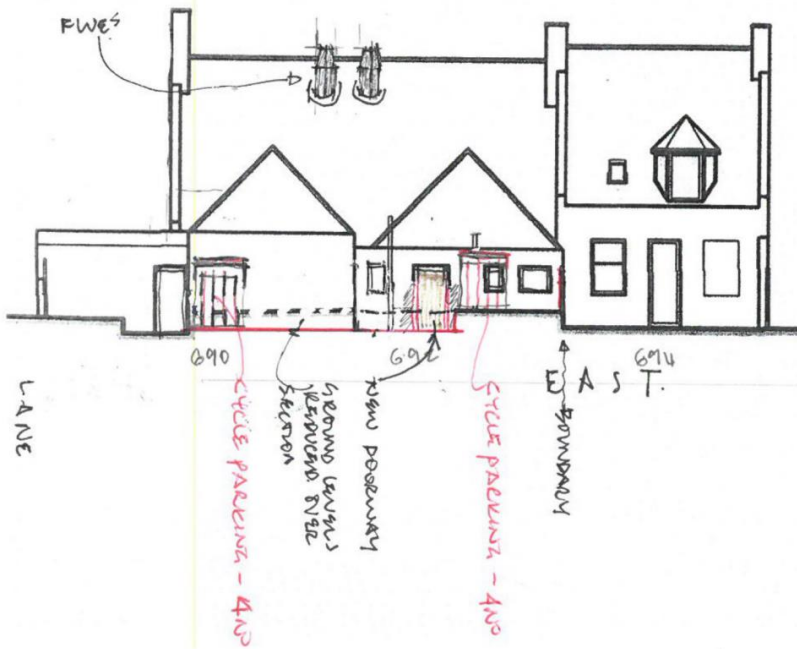 FLUES
690
692
694
EAST.
LANE
CYCLE PARKING - 4NO
GROUND LEVELS
REDUCED OVER
SECTION
NEW DOORWAY
CYCLE PARKING - 4NO
BOUNDARY